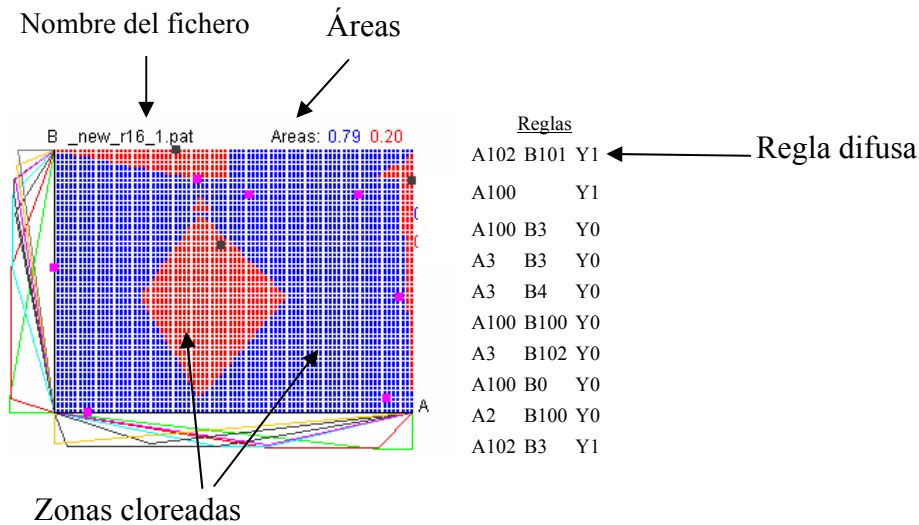 Nombre del fichero
Áreas
B _new_r16_1.pat Areas: 0.79 0.20
A
Zonas cloreadas
Reglas
A102 B101 Y1
Regla difusa
A100 Y1
A100 B3 Y0
A3 B3 Y0
A3 B4 Y0
A100 B100 Y0
A3 B102 Y0
A100 B0 Y0
A2 B100 Y0
A102 B3 Y1